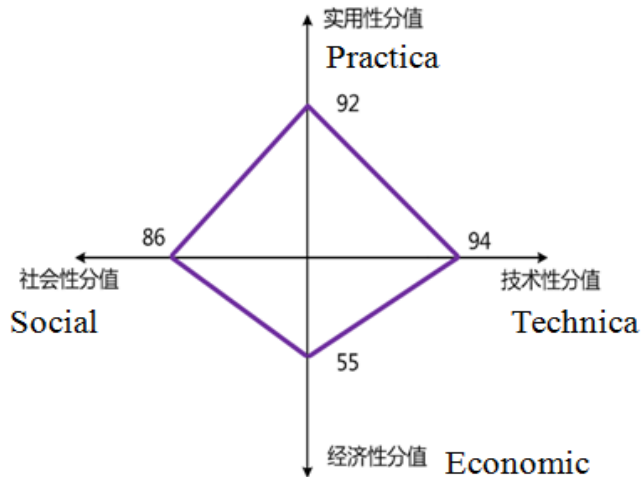 实用性分值
Practica
92
86
94
社会性分值
技术性分值
Social
Technica
55
经济性分值
Economic